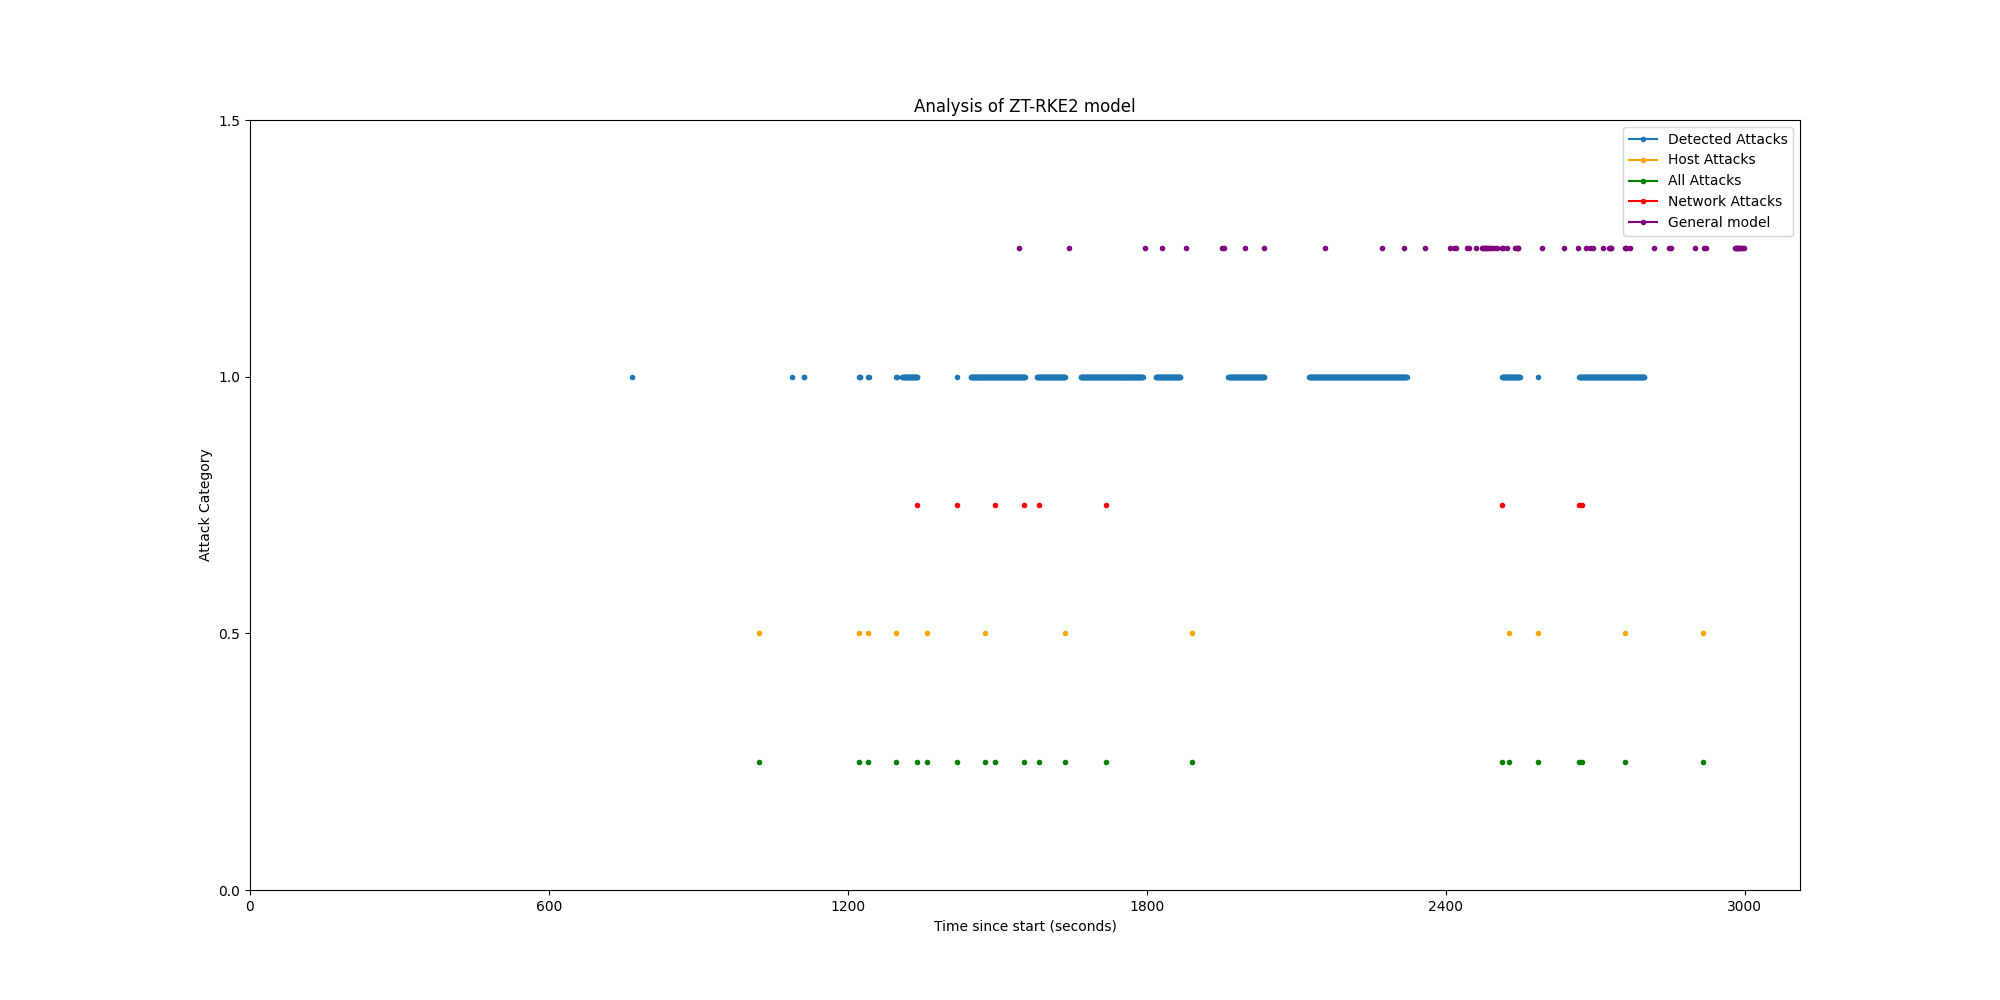 Analysis of ZT-RKE2 model
1.5
1.0
0.5
0.0
Attack Category
Detected Attacks
Host Attacks
All Attacks
Network Attacks
General model
0 600 1200 1800 2400 3000
Time since start (seconds)